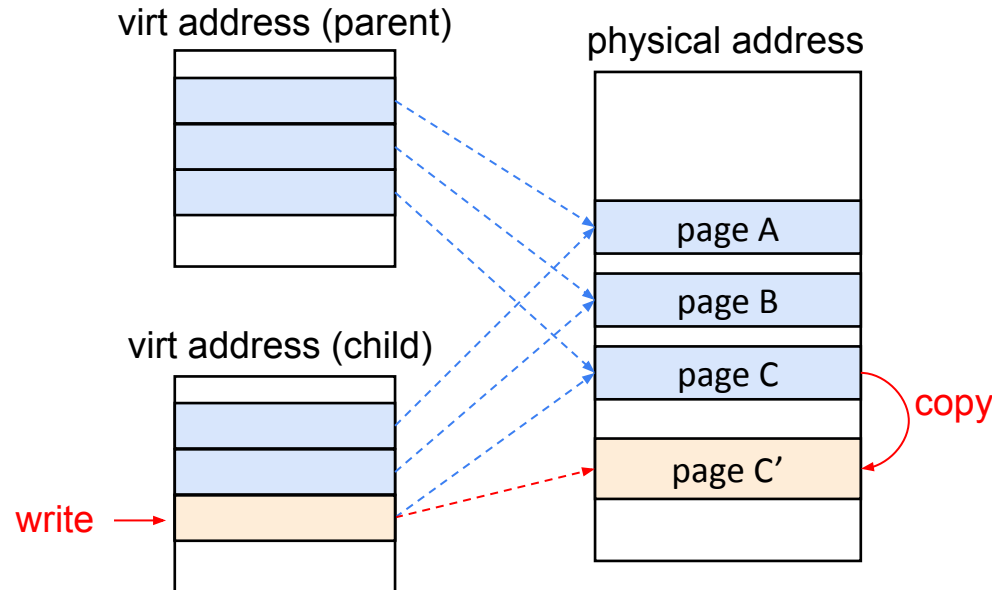 virt address (parent)
physical address
page A
page B
virt address (child)
page C
copy
page C’
write